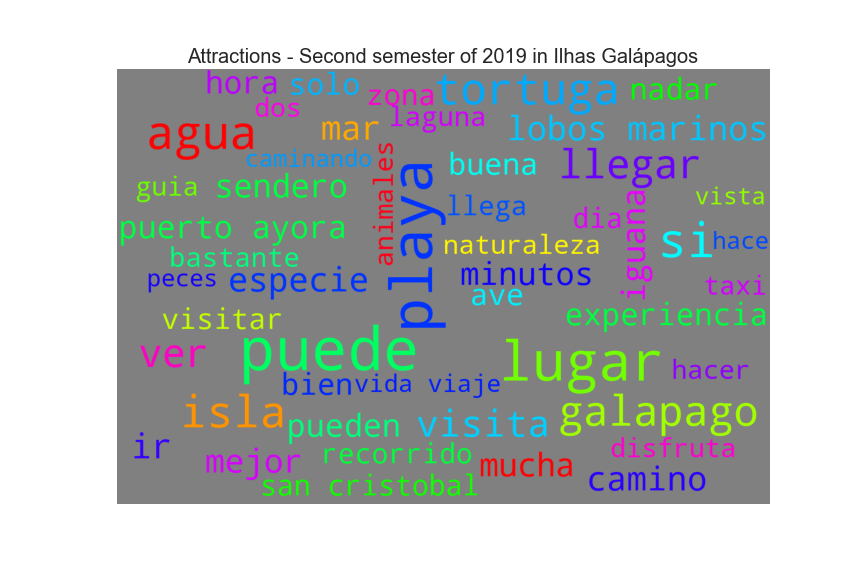 Attractions - Second semester of 2019 in Ilhas Galápagos
hora solo zona tortuga nadar
dos laguna
agua mar lobos marinos
caminando animales buena llegar
guia sendero playa llega iguana vista
puerto ayora dia si hace
bastante naturaleza
peces especie minutos taxi
visitar ave experiencia
ver puede lugar hacer
bien vida viaje
isla pueden visita galapago
ir mejor recorrido mucha disfruta
san cristobal camino